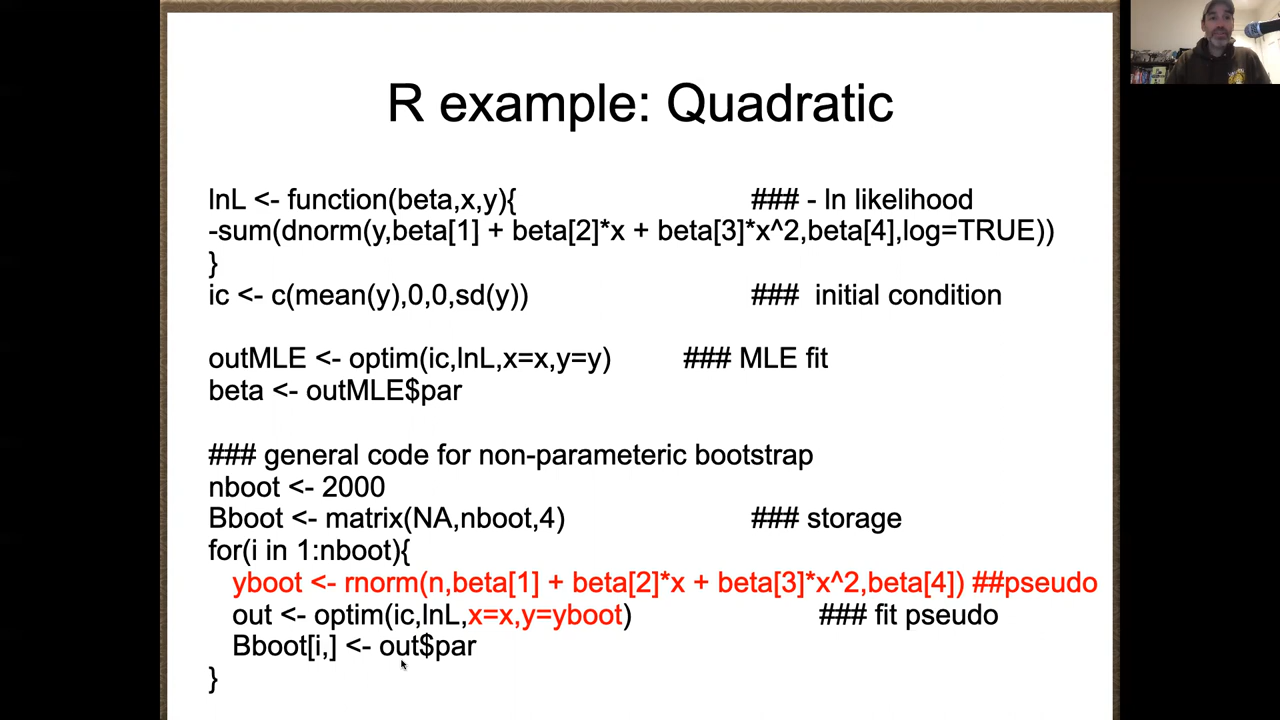 R example: Quadratic
lnL <- function(beta,x,y){ ### - ln likelihood
-sum(dnorm(y,beta[1] + beta[2]*x + beta[3]*x^2,beta[4],log=TRUE))
}
ic <- c(mean(y),0,0,sd(y)) ### initial condition
outMLE <- optim(ic,lnL,x=x,y=y) ### MLE fit
beta <- outMLE$par
### general code for non-parameteric bootstrap
nboot <- 2000
Bboot <- matrix(NA,nboot,4) ### storage
for(i in 1:nboot){
yboot <- rnorm(n,beta[1] + beta[2]*x + beta[3]*x^2,beta[4]) ##pseudo
out <- optim(ic,lnL,x=x,y=yboot) ### fit pseudo
Bboot[i,] <- out$par
}